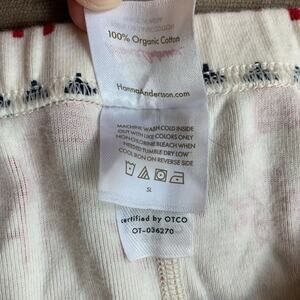 100% Organic Cotton
HannaAndersson.com
MACHINE WASH COLD INSIDE
OUT WITH LIKE COLORS ONLY
NON-CHLORINE BLEACH WHEN
NEEDED TUMBLE DRY LOW
COOL IRON ON REVERSE SIDE
SL
certified by OTCO
OT-036270